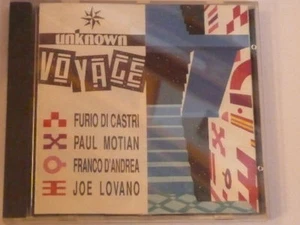 unknown
VOYAGE
FURIO DI CASTRI
PAUL MOTIAN
FRANCO D'ANDREA
JOE LOVANO